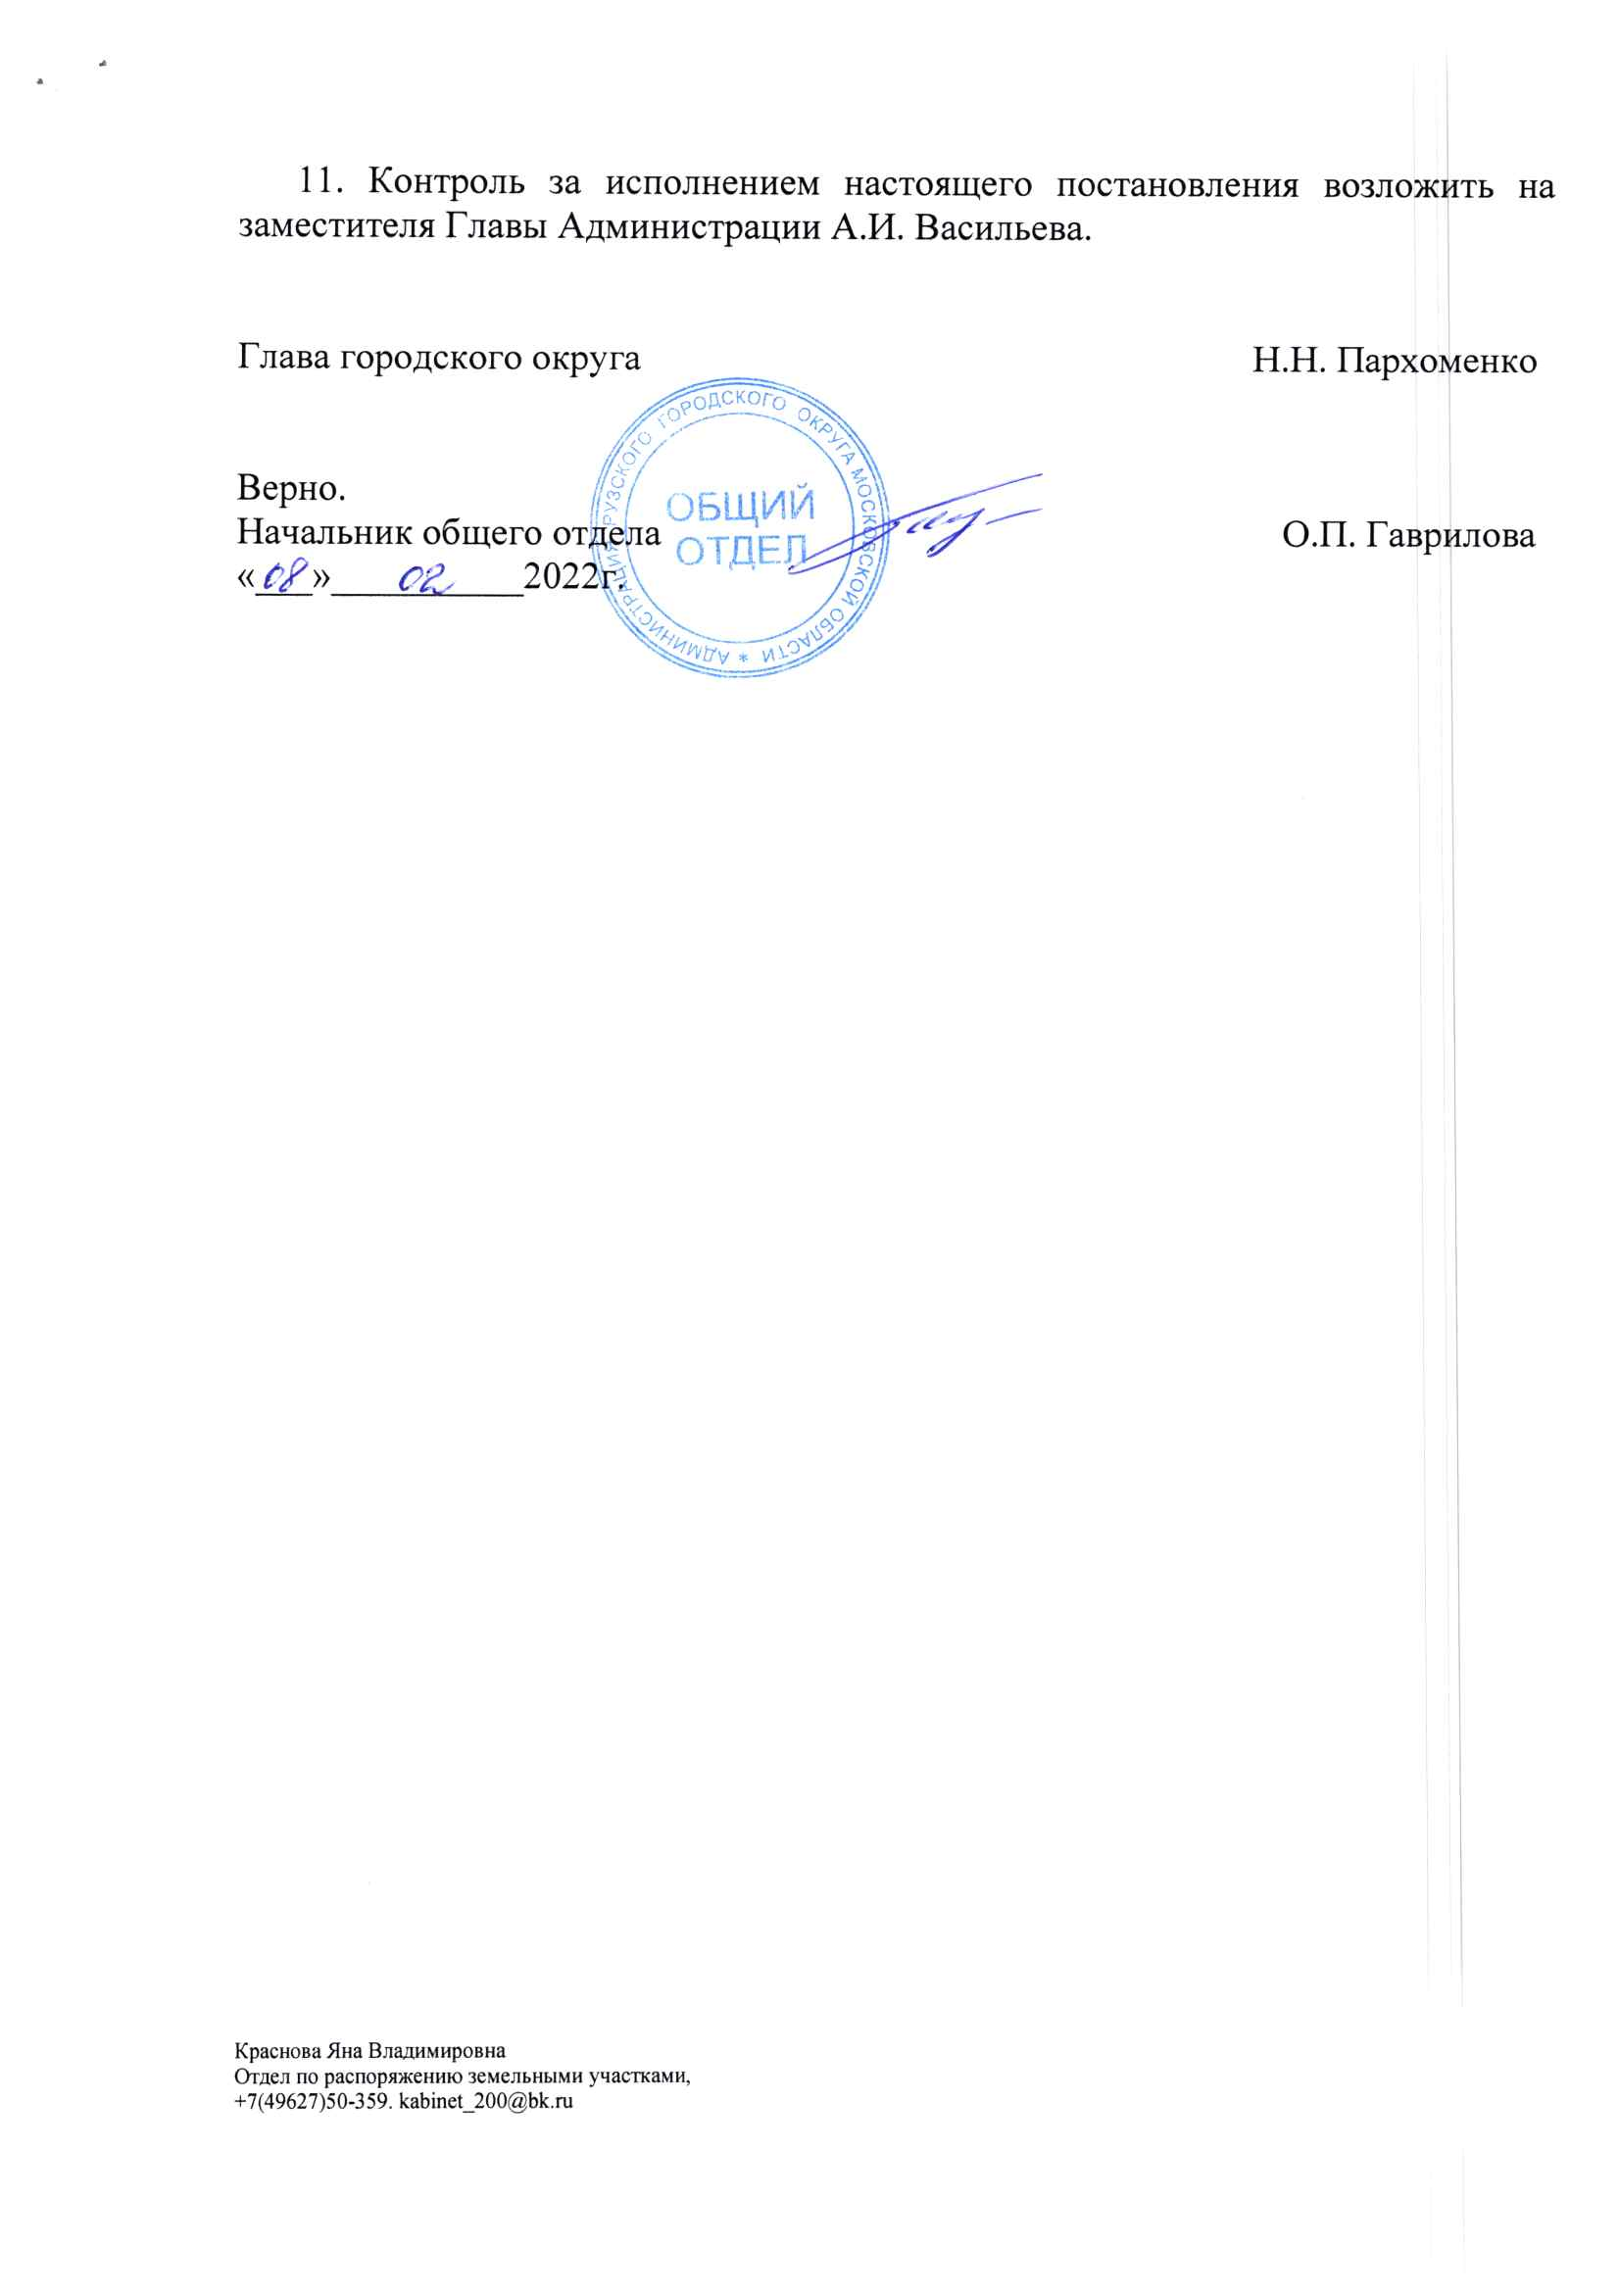 11. Контроль за исполнением настоящего постановления возложить на
заместителя Главы Администрации А.И. Васильева.
Глава городского округа Н.Н. Пархоменко
Верно.
Начальник общего отдела О.П. Гаврилова
«08» 02 2022г.
АДМИНИСТРАЦИЯ РУЗСКОГО ГОРОДСКОГО ОКРУГА МОСКОВСКОЙ ОБЛАСТИ *
ОБЩИЙ
ОТДЕЛ
Краснова Яна Владимировна
Отдел по распоряжению земельными участками,
+7(49627)50-359. kabinet_200@bk.ru